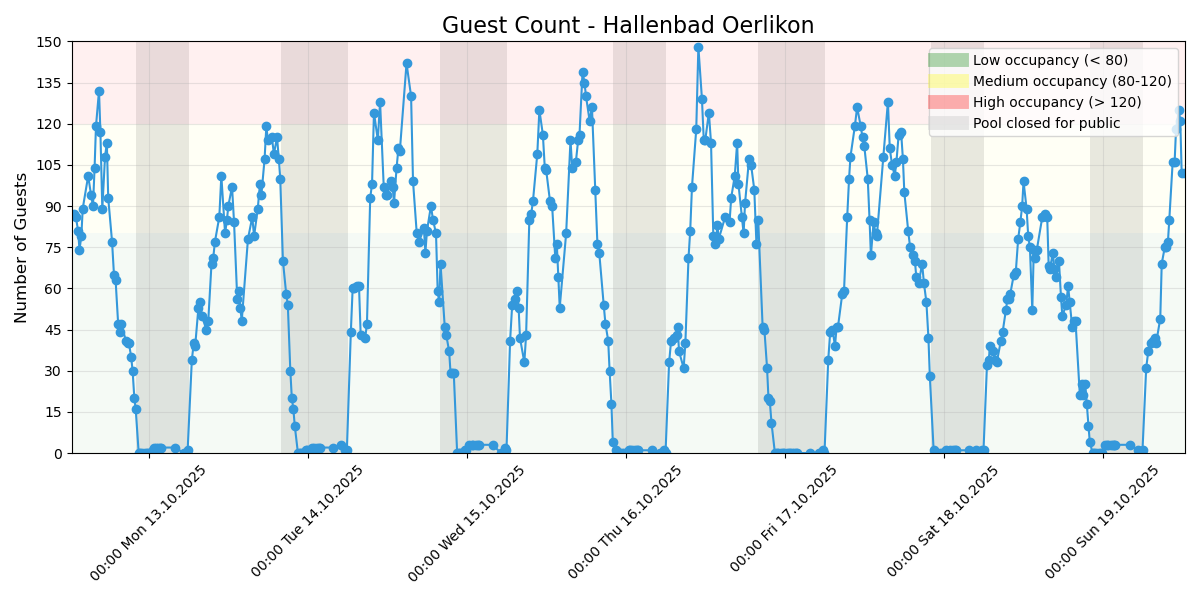 Guest Count - Hallenbad Oerlikon
Number of Guests
150
135
120
105
90
75
60
45
30
15
0
Low occupancy (< 80)
Medium occupancy (80-120)
High occupancy (> 120)
Pool closed for public
00:00 Mon 13.10.2025
00:00 Tue 14.10.2025
00:00 Wed 15.10.2025
00:00 Thu 16.10.2025
00:00 Fri 17.10.2025
00:00 Sat 18.10.2025
00:00 Sun 19.10.2025